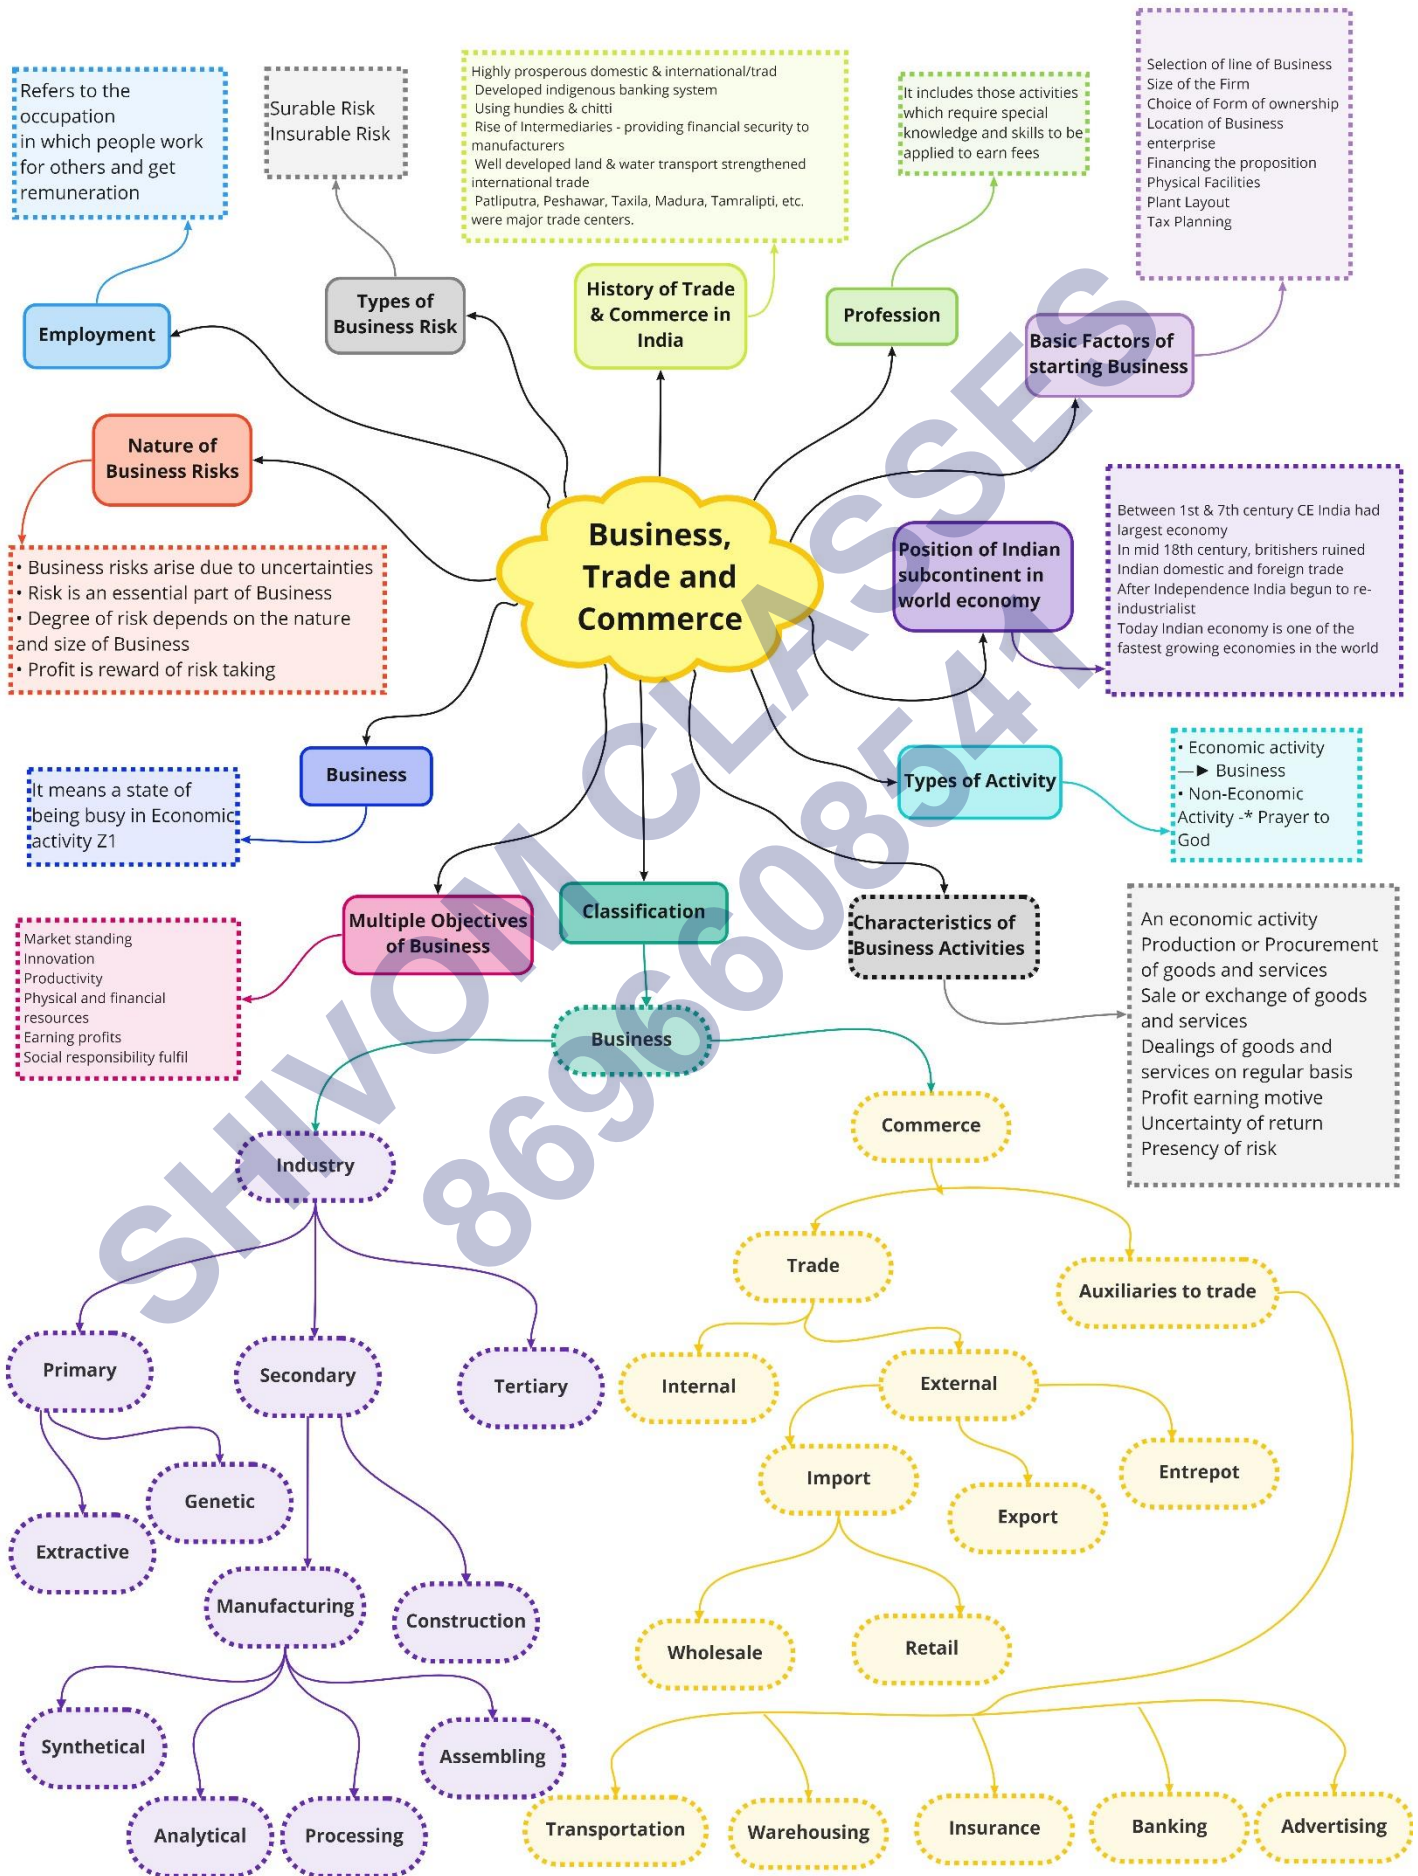 Refers to the
occupation
in which people work
for others and get
remuneration
Surable Risk
Insurable Risk
Highly prosperous domestic & international/trad
Developed indigenous banking system
Using hundies & chitti
Rise of Intermediaries - providing financial security to
manufacturers
Well developed land & water transport strengthened
international trade
Patliputra, Peshawar, Taxila, Madura, Tamralipti, etc.
were major trade centers.
It includes those activities
which require special
knowledge and skills to be
applied to earn fees
Selection of line of Business
Size of the Firm
Choice of Form of ownership
Location of Business
enterprise
Financing the proposition
Physical Facilities
Plant Layout
Tax Planning
Employment
Types of
Business Risk
History of Trade
& Commerce in
India
Profession
Basic Factors of
starting Business
Nature of
Business Risks
• Business risks arise due to uncertainties
• Risk is an essential part of Business
• Degree of risk depends on the nature
and size of Business
• Profit is reward of risk taking
Business,
Trade and
Commerce
Position of Indian
subcontinent in
world economy
Between 1st & 7th century CE India had
largest economy
In mid 18th century, britishers ruined
Indian domestic and foreign trade
After Independence India begun to re-
industrialist
Today Indian economy is one of the
fastest growing economies in the world
Business
It means a state of
being busy in Economic
activity Z1
Types of Activity
• Economic activity
—► Business
• Non-Economic
Activity -* Prayer to
God
Multiple Objectives
of Business
Market standing
Innovation
Productivity
Physical and financial
resources
Earning profits
Social responsibility fulfil
Classification
Characteristics of
Business Activities
An economic activity
Production or Procurement
of goods and services
Sale or exchange of goods
and services
Dealings of goods and
services on regular basis
Profit earning motive
Uncertainty of return
Presency of risk
Business
Industry
Commerce
Trade
Auxiliaries to trade
Primary
Secondary
Tertiary
Internal
External
Genetic
Extractive
Import
Export
Entrepot
Manufacturing
Construction
Wholesale
Retail
Synthetical
Analytical
Processing
Assembling
Transportation
Warehousing
Insurance
Banking
Advertising
SHIVOM CLASSES
8696608541